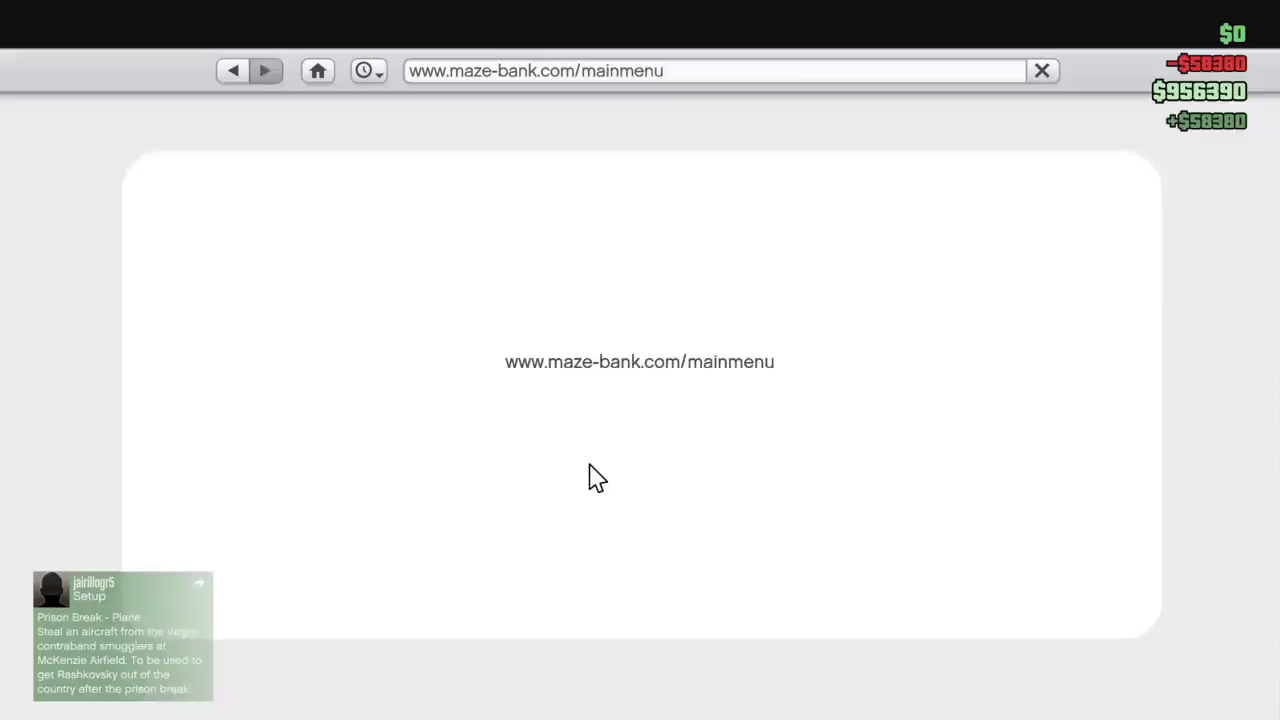 $0
-$58380
www.maze-bank.com/mainmenu
$956390
+$58380
www.maze-bank.com/mainmenu
jairillogr5
Setup
Prison Break - Plane
Steal an aircraft from the Vagos
contraband smugglers at
McKenzie Airfield. To be used to
get Rashkovsky out of the
country after the prison break